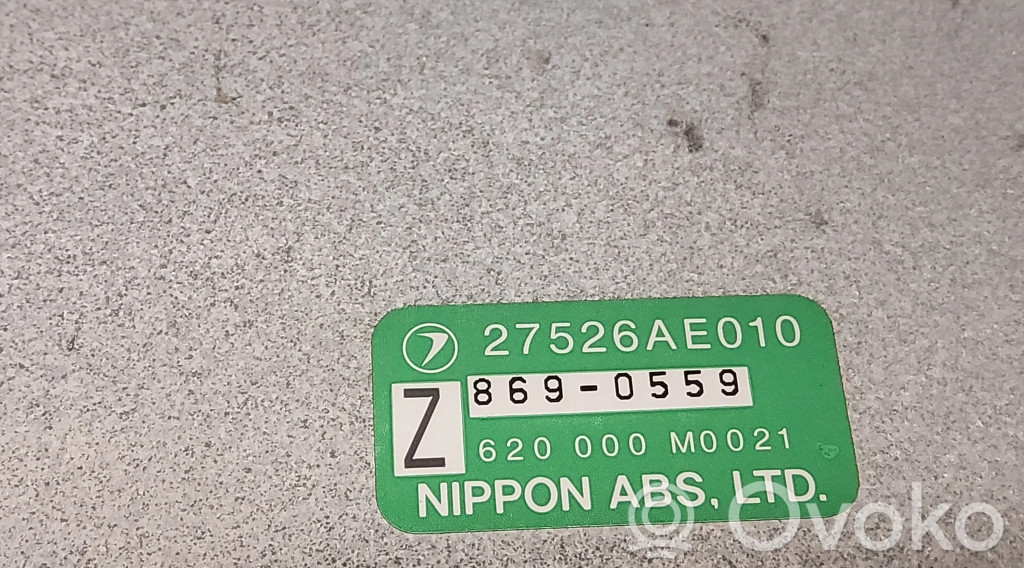 27526AE010
Z
869-0559
620 000 M0021
NIPPON ABS, LTD.
Ovoko